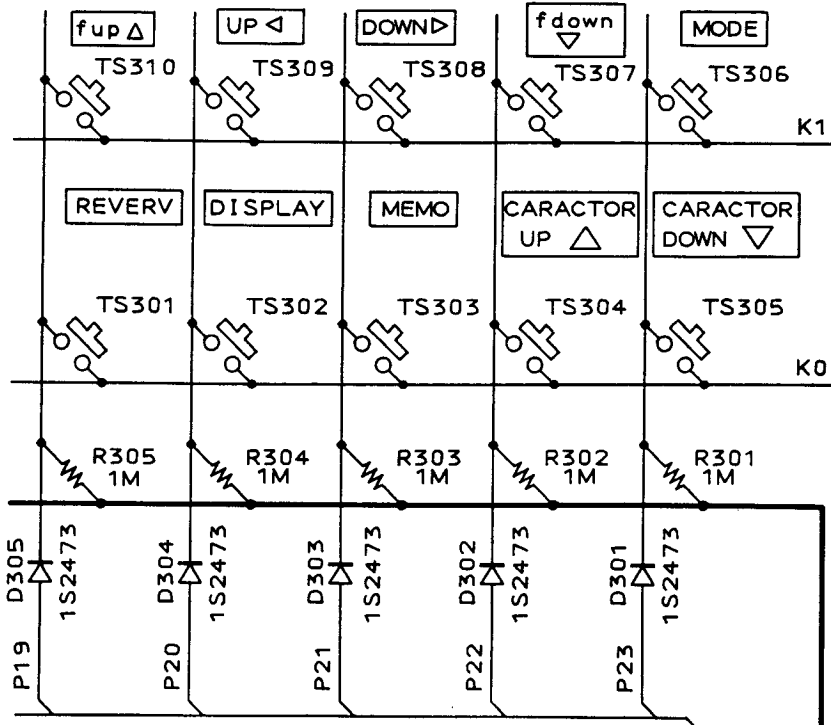 fup △ UP ◁ DOWN ▷ fdown ▽ MODE
TS310 TS309 TS308 TS307 TS306
K1
REVERV DISPLAY MEMO CARACTOR UP △ CARACTOR DOWN ▽
TS301 TS302 TS303 TS304 TS305
K0
R305 1M R304 1M R303 1M R302 1M R301 1M
D305 1S2473 D304 1S2473 D303 1S2473 D302 1S2473 D301 1S2473
P19 P20 P21 P22 P23